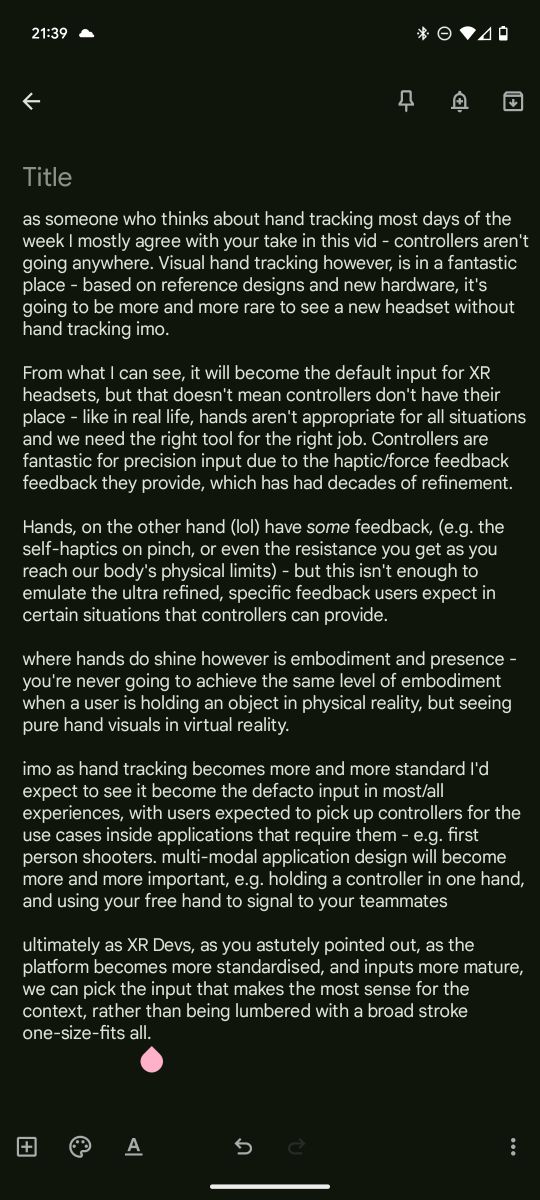 21:39
Title
as someone who thinks about hand tracking most days of the
week I mostly agree with your take in this vid - controllers aren't
going anywhere. Visual hand tracking however, is in a fantastic
place - based on reference designs and new hardware, it's
going to be more and more rare to see a new headset without
hand tracking imo.
From what I can see, it will become the default input for XR
headsets, but that doesn't mean controllers don't have their
place - like in real life, hands aren't appropriate for all situations
and we need the right tool for the right job. Controllers are
fantastic for precision input due to the haptic/force feedback
feedback they provide, which has had decades of refinement.
Hands, on the other hand (lol) have some feedback, (e.g. the
self-haptics on pinch, or even the resistance you get as you
reach our body's physical limits) - but this isn't enough to
emulate the ultra refined, specific feedback users expect in
certain situations that controllers can provide.
where hands do shine however is embodiment and presence -
you're never going to achieve the same level of embodiment
when a user is holding an object in physical reality, but seeing
pure hand visuals in virtual reality.
imo as hand tracking becomes more and more standard I'd
expect to see it become the defacto input in most/all
experiences, with users expected to pick up controllers for the
use cases inside applications that require them - e.g. first
person shooters. multi-modal application design will become
more and more important, e.g. holding a controller in one hand,
and using your free hand to signal to your teammates
ultimately as XR Devs, as you astutely pointed out, as the
platform becomes more standardised, and inputs more mature,
we can pick the input that makes the most sense for the
context, rather than being lumbered with a broad stroke
one-size-fits all.
A